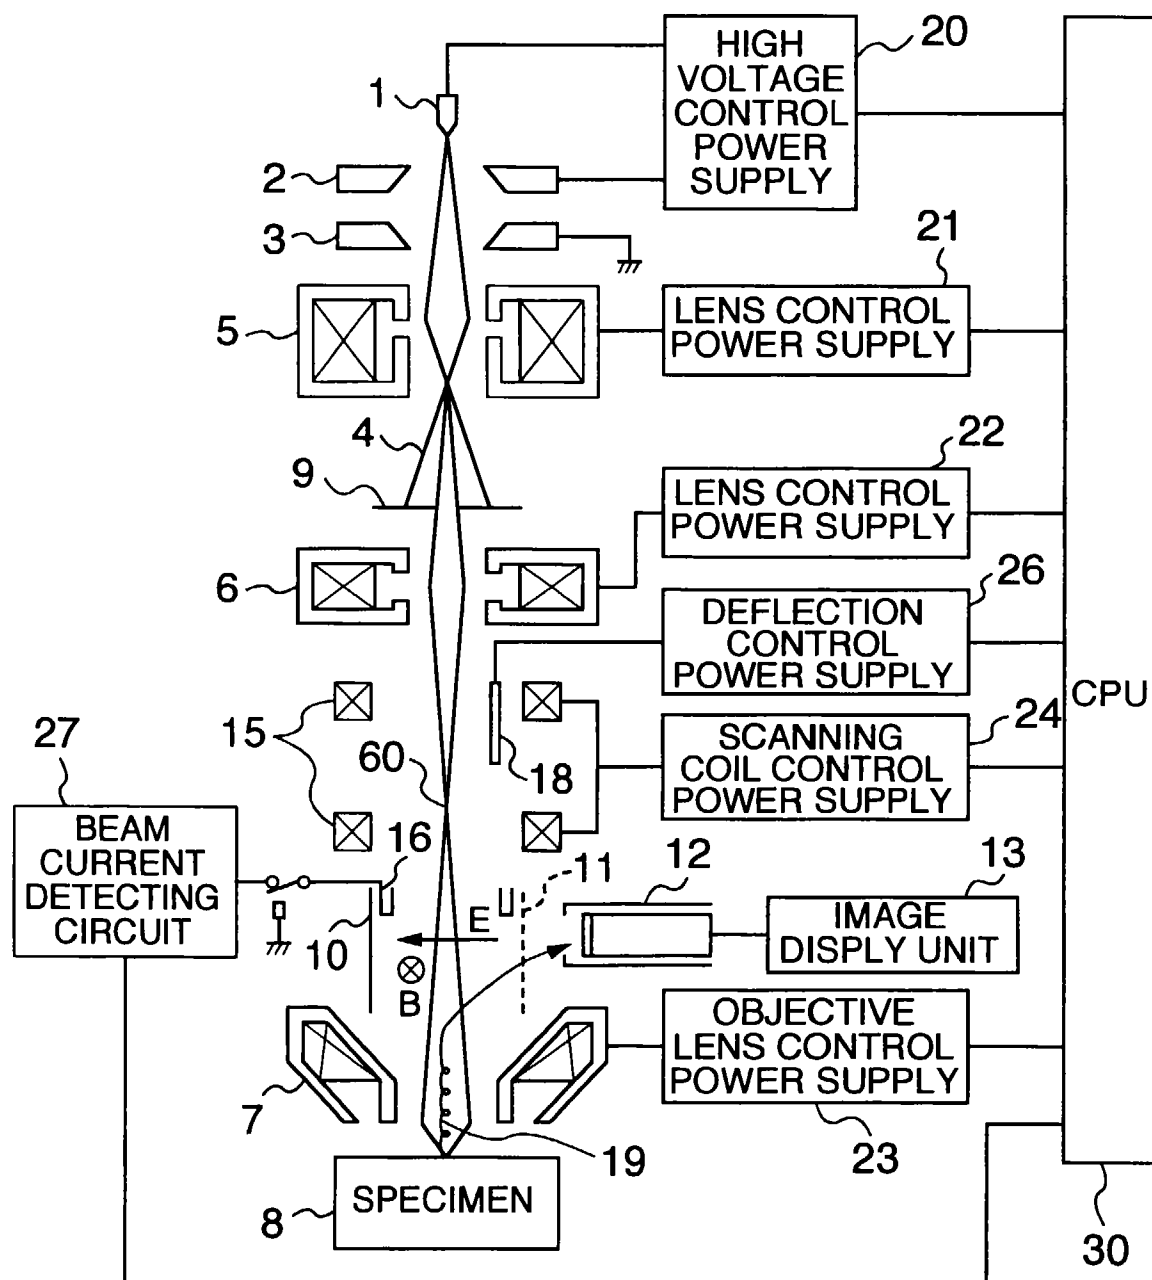 HIGH
VOLTAGE
CONTROL
POWER
SUPPLY
20
1
2
3
21
LENS CONTROL
POWER SUPPLY
5
4
22
9
LENS CONTROL
POWER SUPPLY
6
26
DEFLECTION
CONTROL
POWER SUPPLY
CPU
27
15
60
18
24
SCANNING
COIL CONTROL
POWER SUPPLY
BEAM
CURRENT
DETECTING
CIRCUIT
16
11
12
13
10
E
B
IMAGE
DISPLY UNIT
OBJECTIVE
LENS CONTROL
POWER SUPPLY
7
19
23
SPECIMEN
8
30